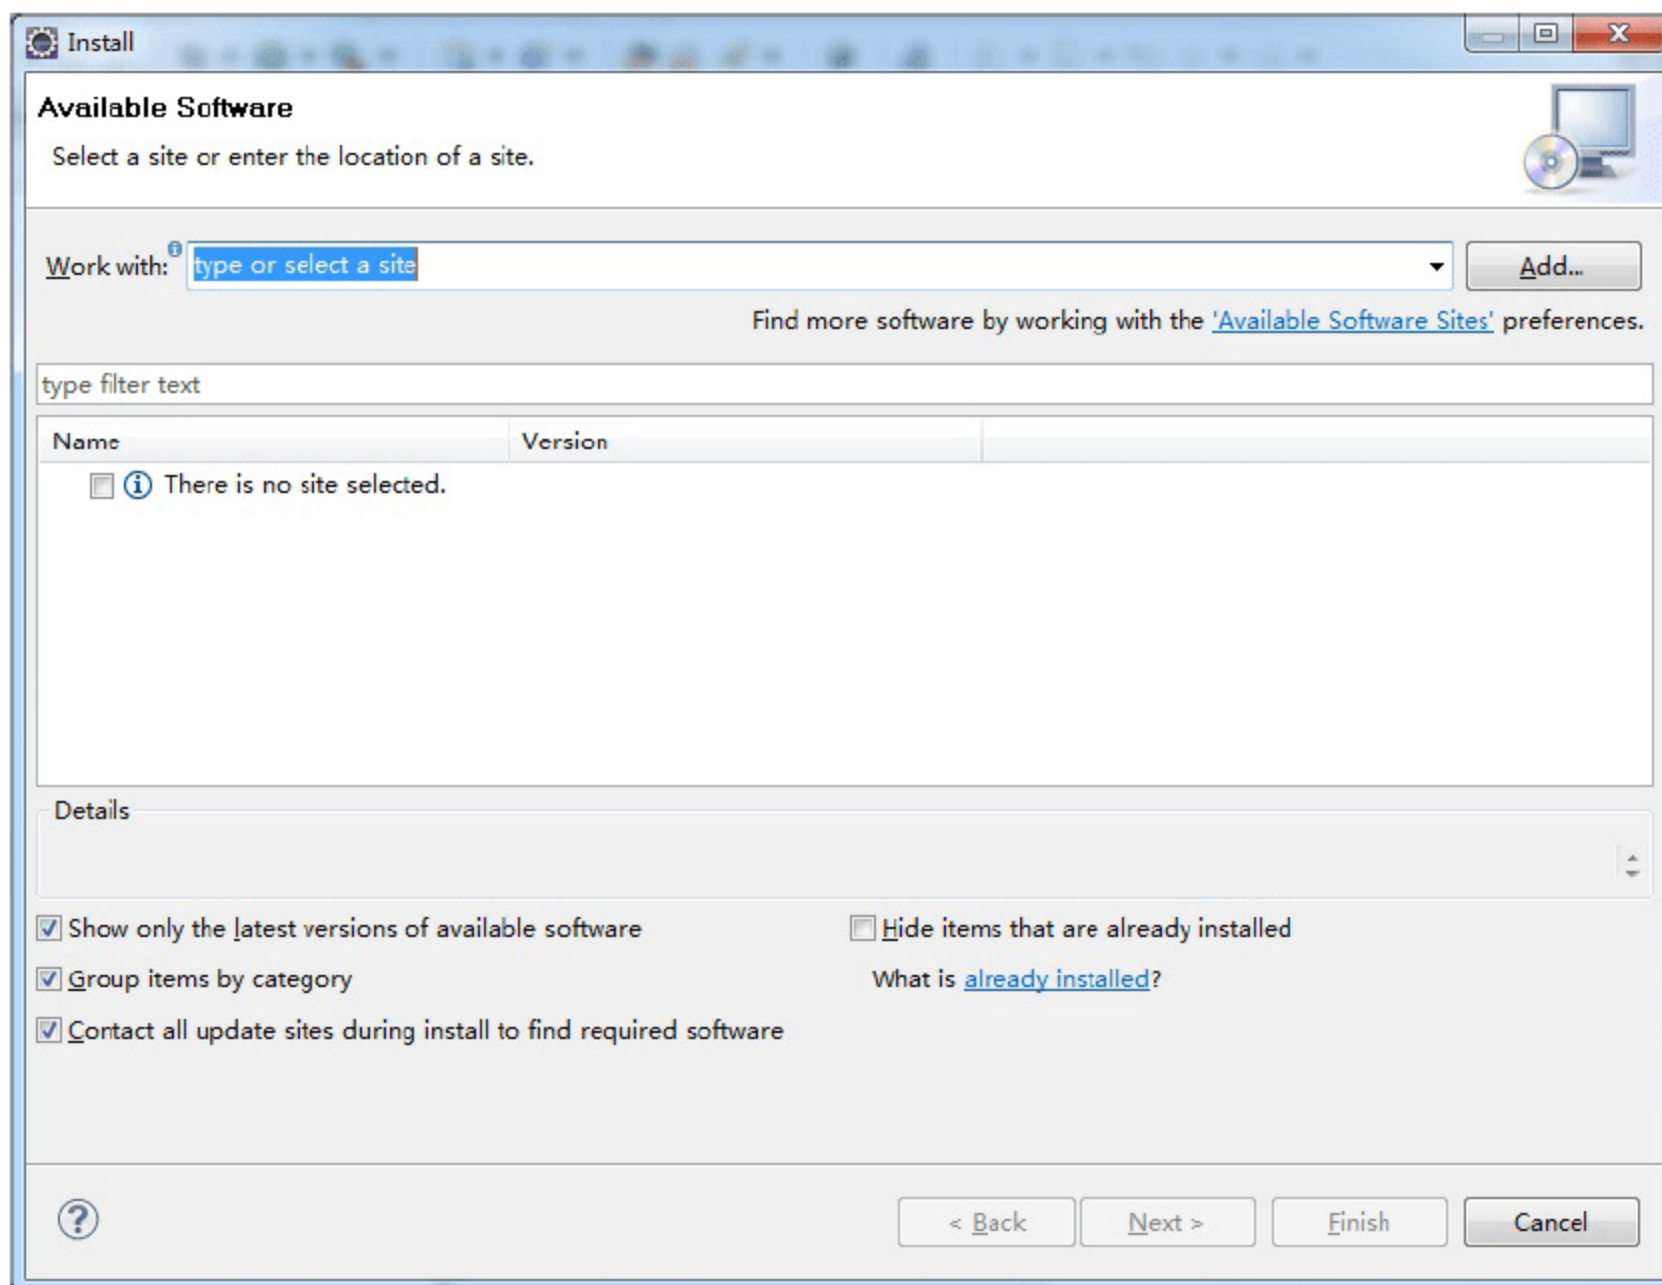 Install
Available Software
Select a site or enter the location of a site.
Work with: type or select a site Add...
Find more software by working with the 'Available Software Sites' preferences.
type filter text
Name Version
There is no site selected.
Details
Show only the latest versions of available software Hide items that are already installed
Group items by category What is already installed?
Contact all update sites during install to find required software
< Back Next > Finish Cancel